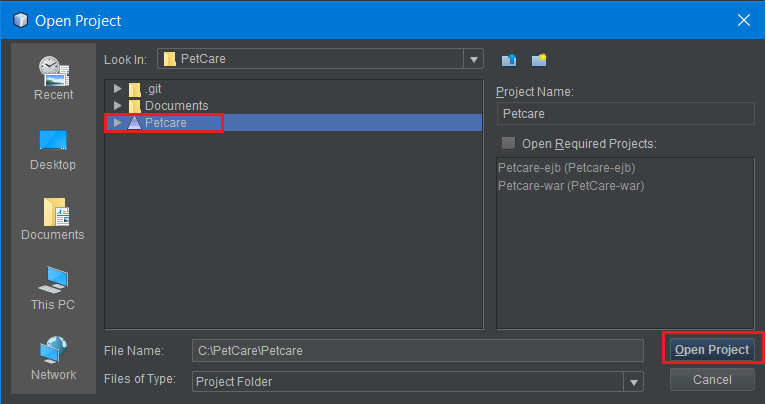 Open Project
Look In: PetCare
Recent
Desktop
Documents
This PC
Network
.git
Documents
Petcare
Project Name:
Petcare
Open Required Projects:
Petcare-ejb (Petcare-ejb)
Petcare-war (PetCare-war)
File Name: C:\PetCare\Petcare
Files of Type: Project Folder
Open Project
Cancel